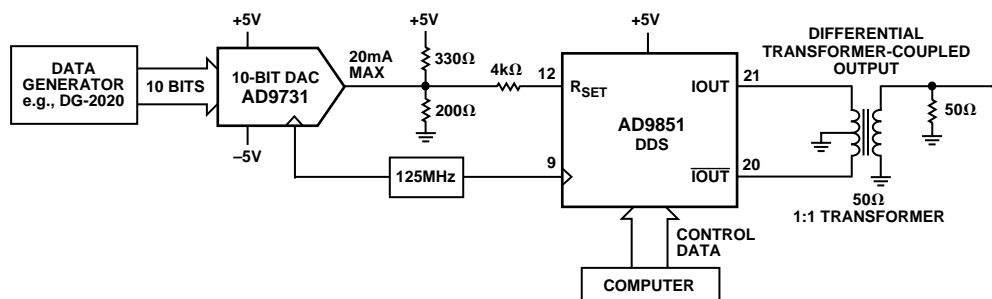 +5V
+5V
+5V
DIFFERENTIAL
TRANSFORMER-COUPLED
OUTPUT
DATA
GENERATOR
e.g., DG-2020
10 BITS
10-BIT DAC
AD9731
20mA
MAX
330Ω
200Ω
4kΩ
12
RSET
IOUT
21
50Ω
AD9851
DDS
–5V
125MHz
9
IOUT
20
50Ω
1:1 TRANSFORMER
CONTROL
DATA
COMPUTER